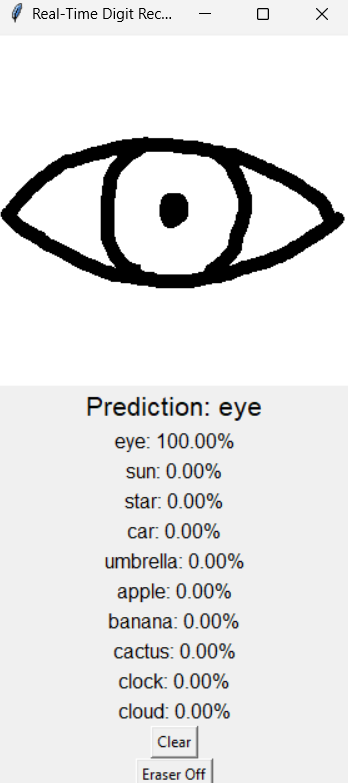 Real-Time Digit Rec...
Prediction: eye
eye: 100.00%
sun: 0.00%
star: 0.00%
car: 0.00%
umbrella: 0.00%
apple: 0.00%
banana: 0.00%
cactus: 0.00%
clock: 0.00%
cloud: 0.00%
Clear
Eraser Off